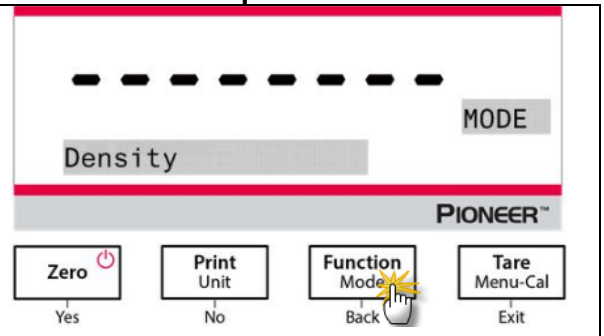 MODE
Density
PIONEER™
Zero
Print
Unit
Function
Mode
Tare
Menu-Cal
Yes
No
Back
Exit